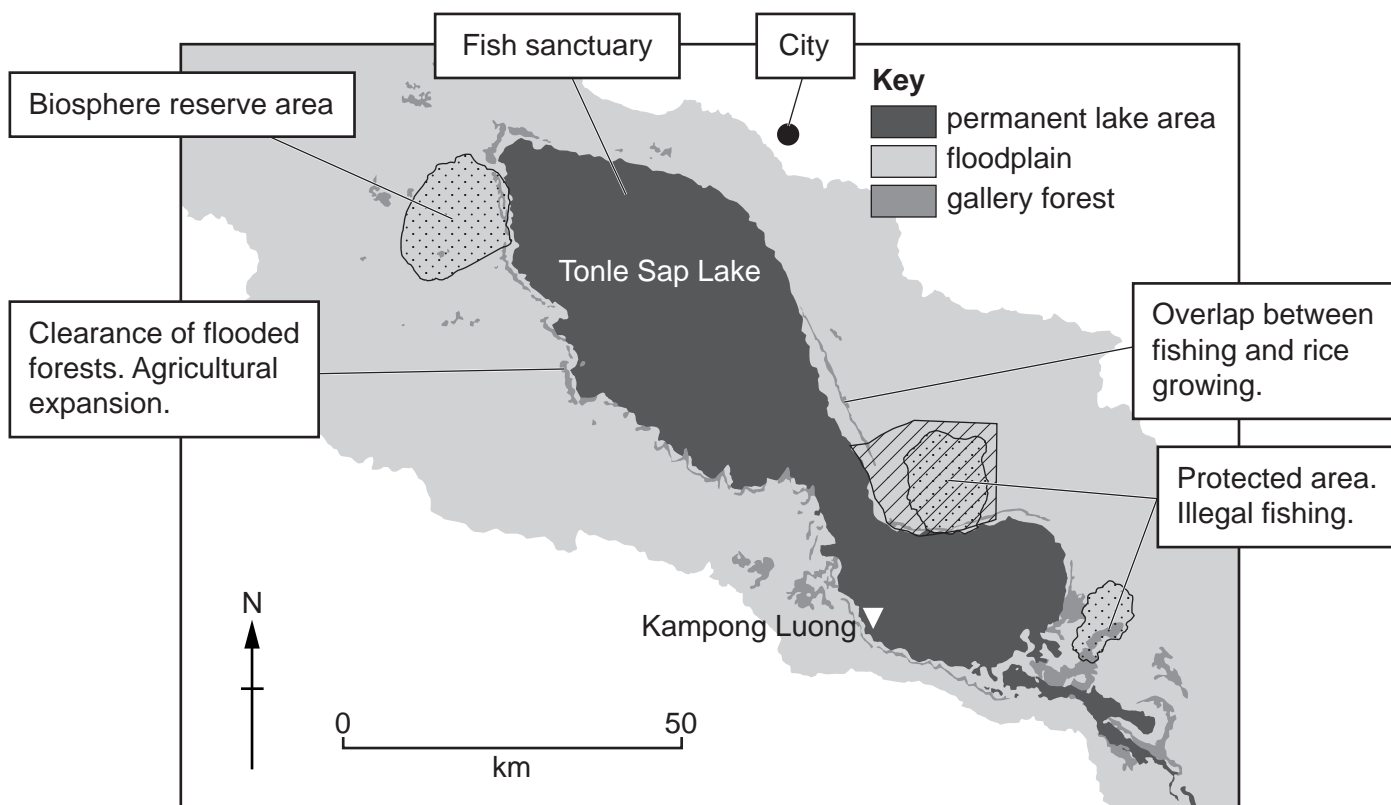 Fish sanctuary
City
Biosphere reserve area
Key
permanent lake area
floodplain
gallery forest
Tonle Sap Lake
Clearance of flooded
forests. Agricultural
expansion.
Overlap between
fishing and rice
growing.
Protected area.
Illegal fishing.
Kampong Luong
N
0
50
km